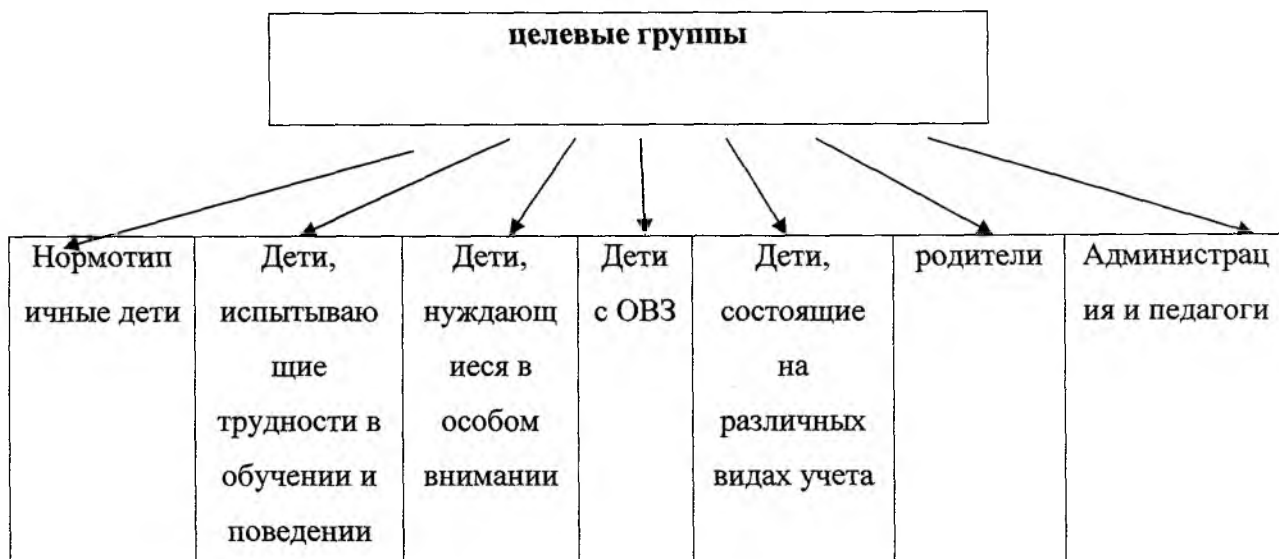 целевые группы
Нормотип
ичные дети
Дети,
испытываю
щие
трудности в
обучении и
поведении
Дети,
нуждающ
иеся в
особом
внимании
Дети
с ОВЗ
Дети,
состоящие
на
различных
видах учета
родители
Администрац
ия и педагоги